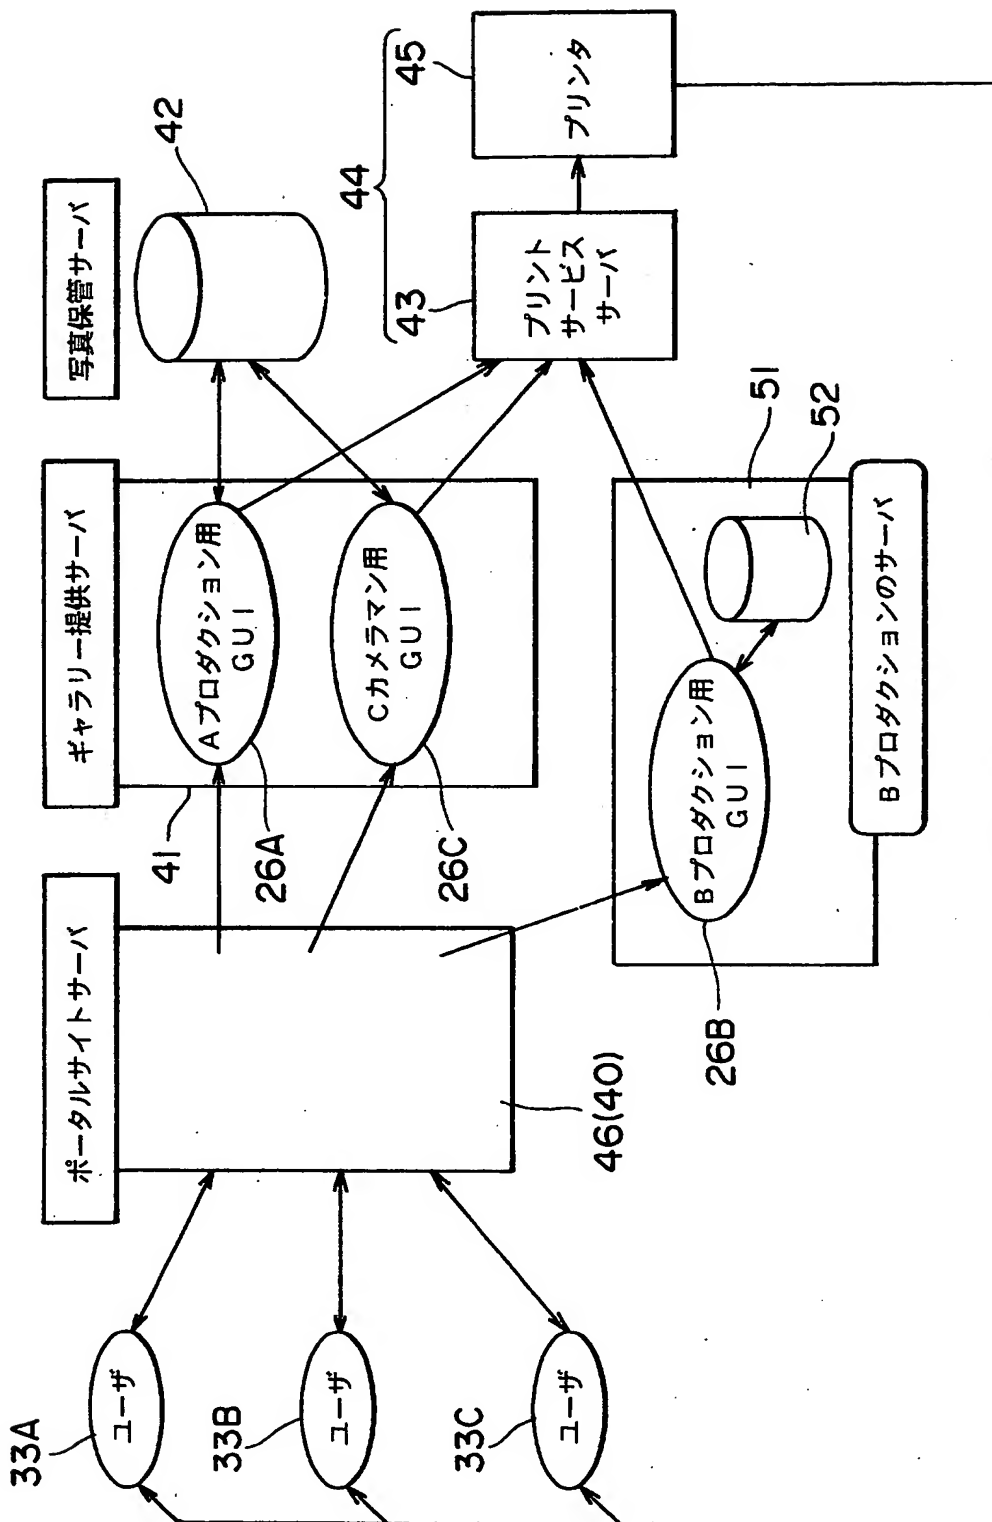 ポータルサイトサーバ
ギャラリー提供サーバ
写真保管サーバ
33A
ユーザ
33B
ユーザ
33C
ユーザ
46(40)
41
Aプロダクション用
GUI
26A
Cカメラマン用
GUI
26C
42
43
プリント
サービス
サーバ
44
45
プリンタ
Bプロダクション用
GUI
26B
51
52
Bプロダクションのサーバ